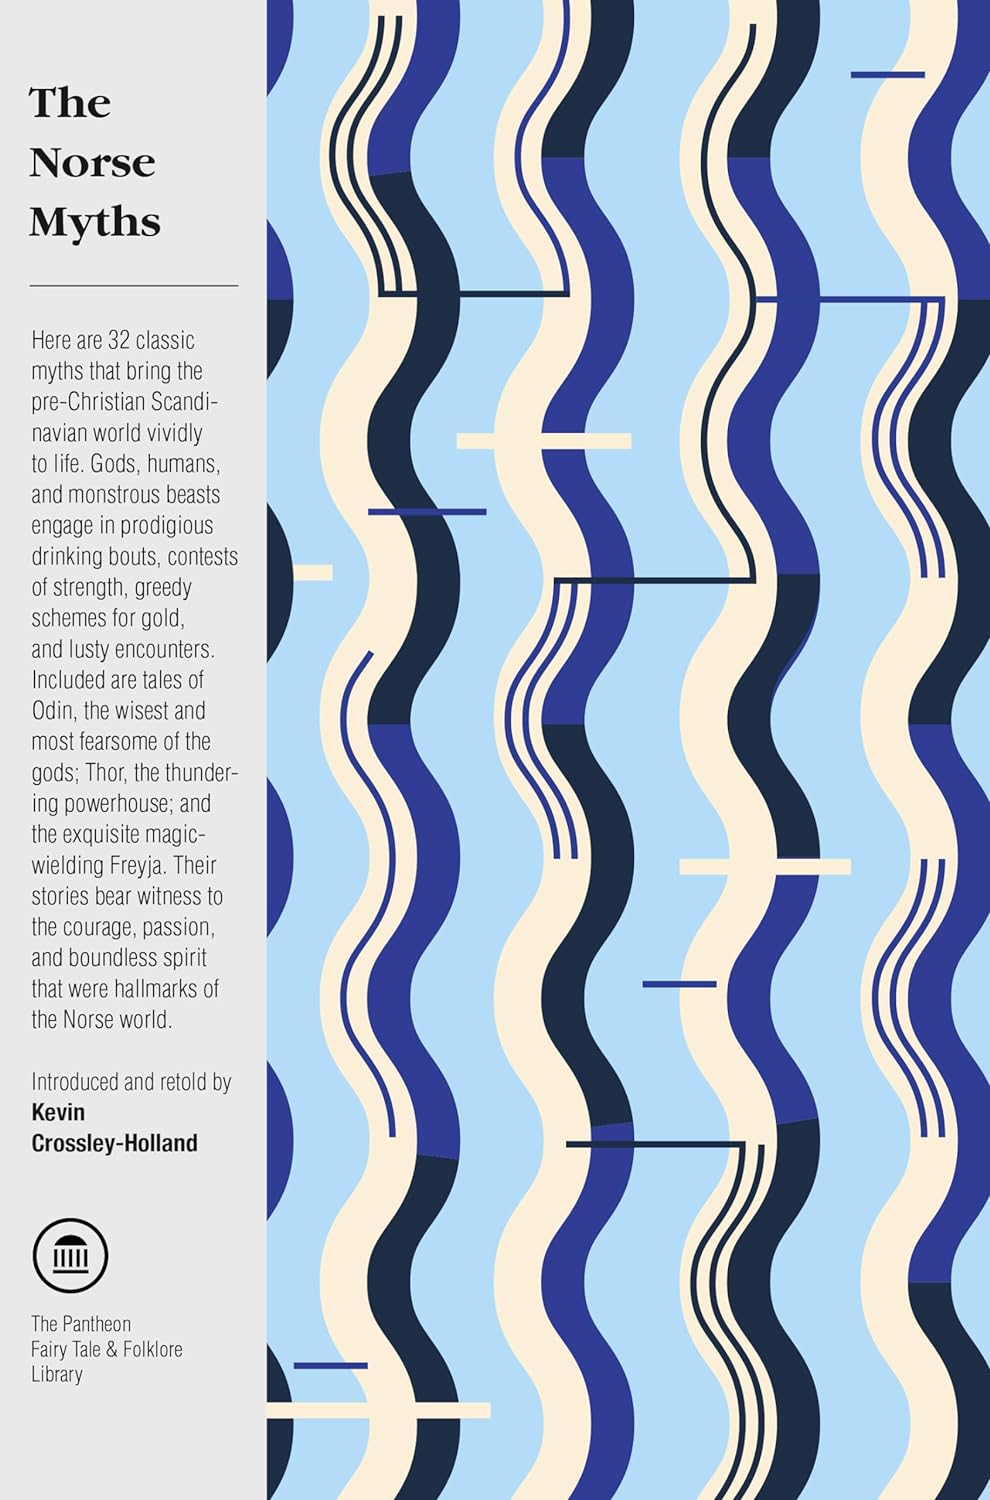 The
Norse
Myths
Here are 32 classic
myths that bring the
pre-Christian Scandi-
navian world vividly
to life. Gods, humans,
and monstrous beasts
engage in prodigious
drinking bouts, contests
of strength, greedy
schemes for gold,
and lusty encounters.
Included are tales of
Odin, the wisest and
most fearsome of the
gods; Thor, the thunder-
ing powerhouse; and
the exquisite magic-
wielding Freyja. Their
stories bear witness to
the courage, passion,
and boundless spirit
that were hallmarks of
the Norse world.
Introduced and retold by
Kevin
Crossley-Holland
The Pantheon
Fairy Tale & Folklore
Library